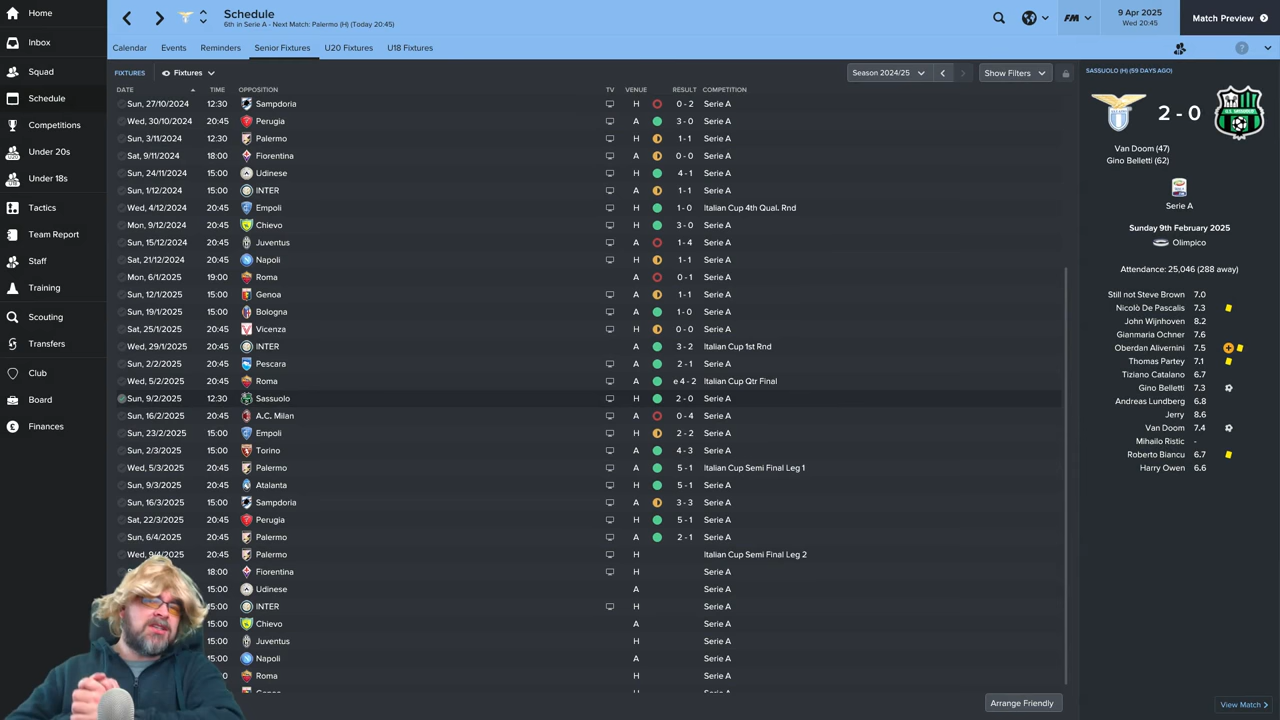 Home
Inbox
Squad
Schedule
Competitions
Under 20s
Under 18s
Tactics
Team Report
Staff
Training
Scouting
Transfers
Club
Board
Finances
Schedule
6th in Serie A - Next Match: Palermo (H) (Today 20:45)
FM
9 Apr 2025
Wed 20:45
Match Preview
Calendar Events Reminders Senior Fixtures U20 Fixtures U18 Fixtures
FIXTURES Fixtures Season 2024/25 Show Filters
DATE TIME OPPOSITION TV VENUE RESULT COMPETITION
Sun, 27/10/2024 12:30 Sampdoria H 0 - 2 Serie A
Wed, 30/10/2024 20:45 Perugia A 3 - 0 Serie A
Sun, 3/11/2024 12:30 Palermo H 1 - 1 Serie A
Sat, 9/11/2024 18:00 Fiorentina A 0 - 0 Serie A
Sun, 24/11/2024 15:00 Udinese H 4 - 1 Serie A
Sun, 1/12/2024 15:00 INTER A 1 - 1 Serie A
Wed, 4/12/2024 20:45 Empoli H 1 - 0 Italian Cup 4th Qual. Rnd
Mon, 9/12/2024 20:45 Chievo H 3 - 0 Serie A
Sun, 15/12/2024 20:45 Juventus A 1 - 4 Serie A
Sat, 21/12/2024 20:45 Napoli H 1 - 1 Serie A
Mon, 6/1/2025 19:00 Roma A 0 - 1 Serie A
Sun, 12/1/2025 15:00 Genoa A 1 - 1 Serie A
Sun, 19/1/2025 15:00 Bologna A 1 - 0 Serie A
Sat, 25/1/2025 20:45 Vicenza H 0 - 0 Serie A
Wed, 29/1/2025 20:45 INTER A 3 - 2 Italian Cup 1st Rnd
Sun, 2/2/2025 20:45 Pescara A 2 - 1 Serie A
Wed, 5/2/2025 20:45 Roma A e 4 - 2 Italian Cup Qtr Final
Sun, 9/2/2025 12:30 Sassuolo H 2 - 0 Serie A
Sun, 16/2/2025 20:45 A.C. Milan A 0 - 4 Serie A
Sun, 23/2/2025 15:00 Empoli H 2 - 2 Serie A
Sun, 2/3/2025 15:00 Torino A 4 - 3 Serie A
Wed, 5/3/2025 20:45 Palermo A 5 - 1 Italian Cup Semi Final Leg 1
Sun, 9/3/2025 20:45 Atalanta H 5 - 1 Serie A
Sun, 16/3/2025 15:00 Sampdoria A 3 - 3 Serie A
Sat, 22/3/2025 20:45 Perugia H 5 - 1 Serie A
Sun, 6/4/2025 20:45 Palermo A 2 - 1 Serie A
Wed, 9/4/2025 20:45 Palermo H Italian Cup Semi Final Leg 2
18:00 Fiorentina H Serie A
15:00 Udinese A Serie A
15:00 INTER H Serie A
15:00 Chievo A Serie A
15:00 Juventus H Serie A
15:00 Napoli A Serie A
Roma H Serie A
Arrange Friendly
SASSUOLO (H) (59 DAYS AGO)
2 - 0
Van Doom (47)
Gino Belletti (62)
Serie A
Sunday 9th February 2025
Olimpico
Attendance: 25,046 (288 away)
Still not Steve Brown 7.0
Nicolò De Pascalis 7.3
John Wijnhoven 8.2
Gianmaria Ochner 7.6
Oberdan Alivernini 7.5
Thomas Partey 7.1
Tiziano Catalano 6.7
Gino Belletti 7.3
Andreas Lundberg 6.8
Jerry 8.6
Van Doom 7.4
Mihailo Ristic -
Roberto Biancu 6.7
Harry Owen 6.6
View Match